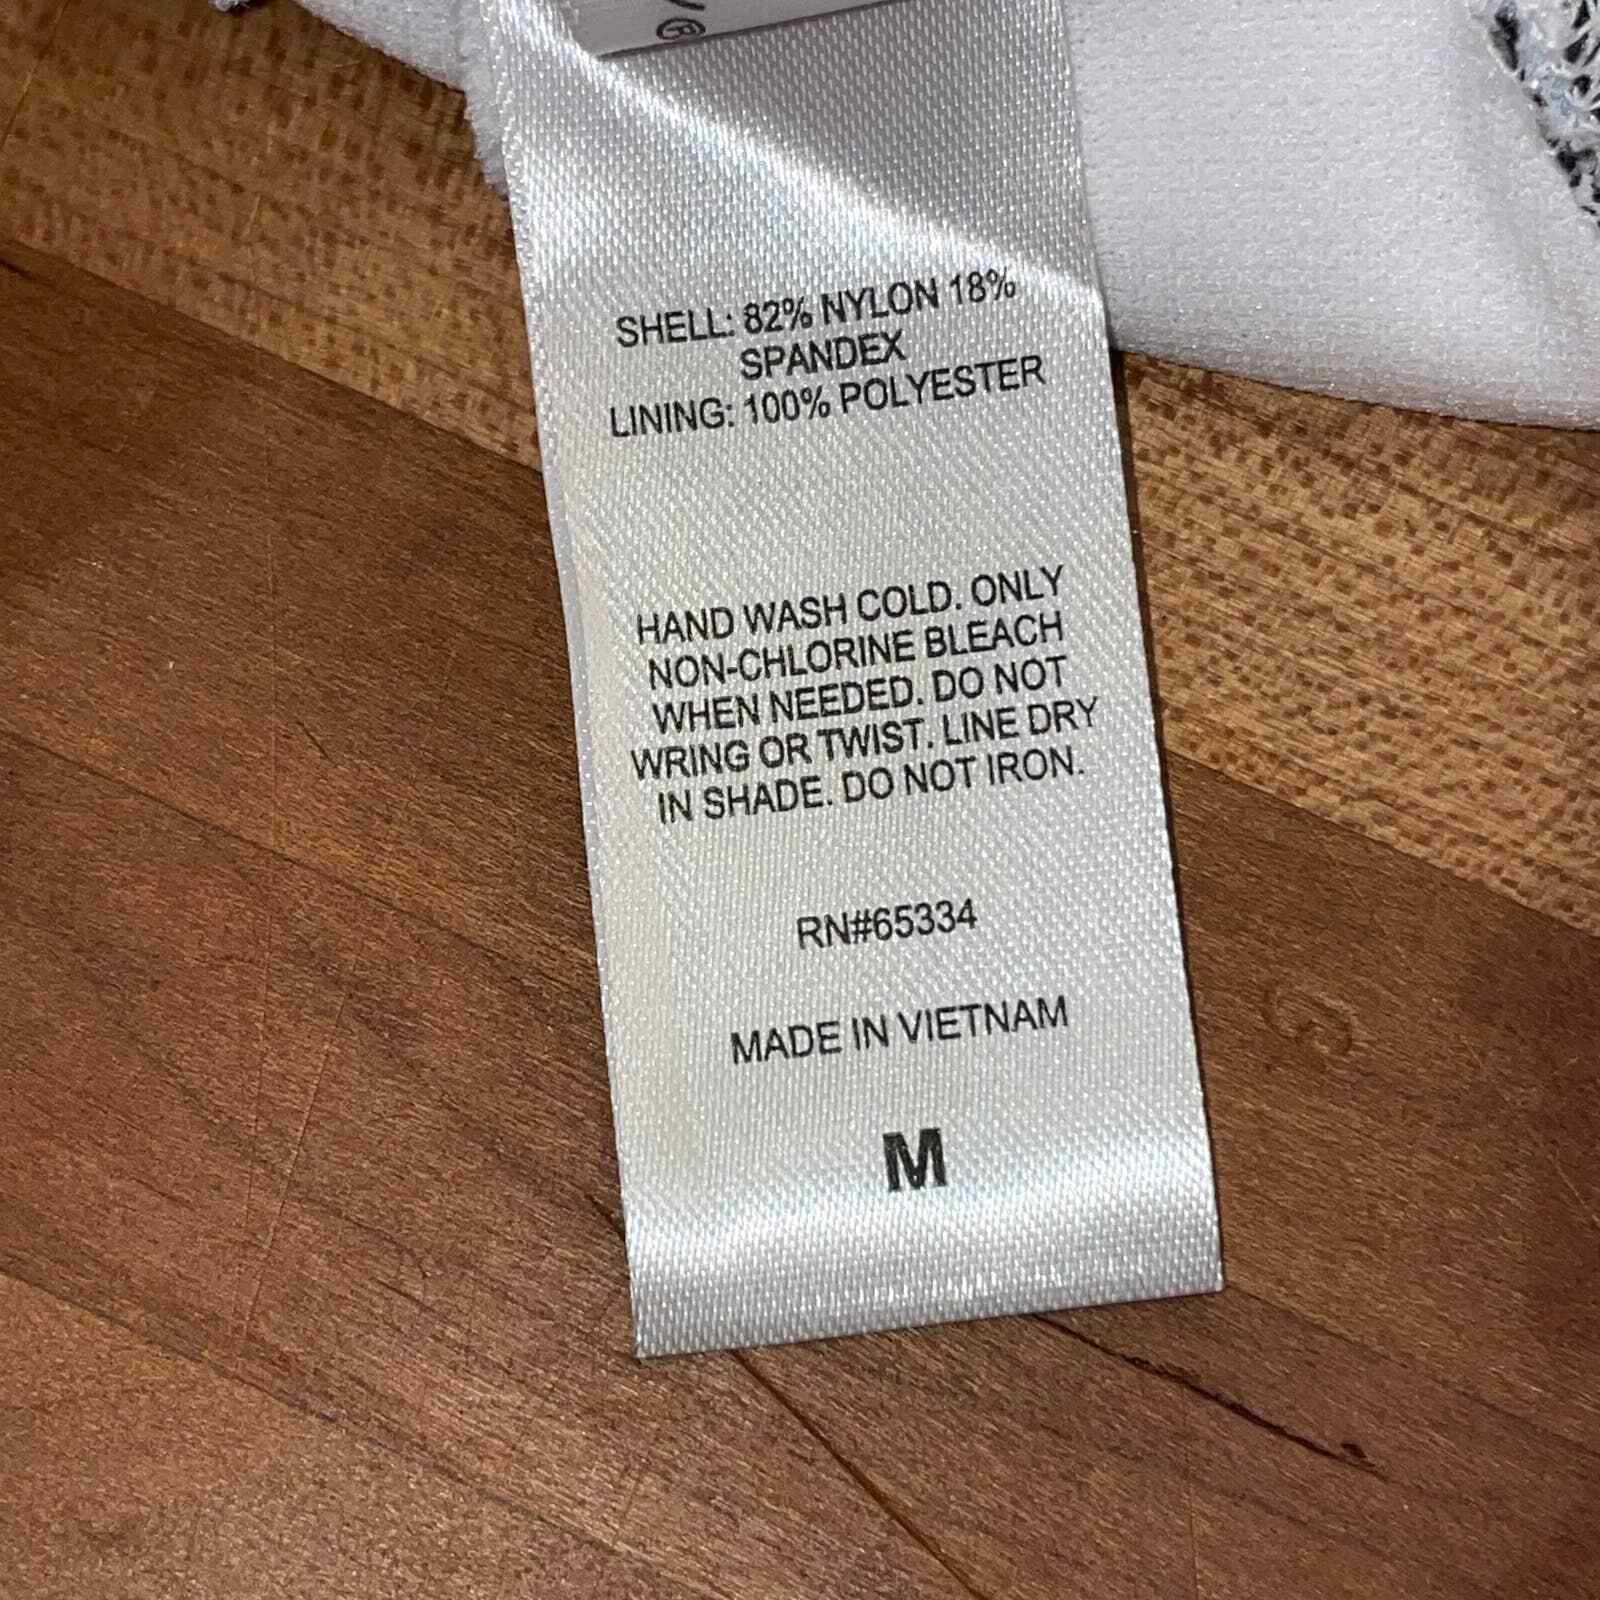 SHELL: 82% NYLON 18%
SPANDEX
LINING: 100% POLYESTER
HAND WASH COLD. ONLY
NON-CHLORINE BLEACH
WHEN NEEDED. DO NOT
WRING OR TWIST. LINE DRY
IN SHADE. DO NOT IRON.
RN#65334
MADE IN VIETNAM
M